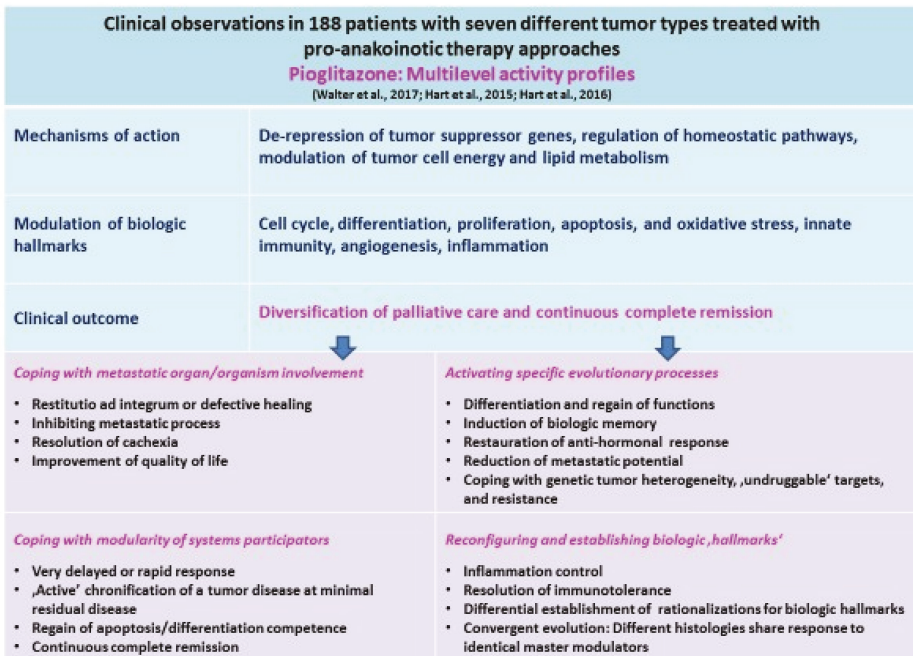 Clinical observations in 188 patients with seven different tumor types treated with
pro-anakoinotic therapy approaches
Pioglitazone: Multilevel activity profiles
(Walter et al., 2017; Hart et al., 2015; Hart et al., 2016)
Mechanisms of action
De-repression of tumor suppressor genes, regulation of homeostatic pathways,
modulation of tumor cell energy and lipid metabolism
Modulation of biologic
hallmarks
Cell cycle, differentiation, proliferation, apoptosis, and oxidative stress, innate
immunity, angiogenesis, inflammation
Clinical outcome
Diversification of palliative care and continuous complete remission
Coping with metastatic organ/organism involvement
• Restitutio ad integrum or defective healing
• Inhibiting metastatic process
• Resolution of cachexia
• Improvement of quality of life
Activating specific evolutionary processes
• Differentiation and regain of functions
• Induction of biologic memory
• Restauration of anti-hormonal response
• Reduction of metastatic potential
• Coping with genetic tumor heterogeneity, ‚undruggable‘ targets,
and resistance
Coping with modularity of systems participators
• Very delayed or rapid response
• ‚Active’ chronification of a tumor disease at minimal
residual disease
• Regain of apoptosis/differentiation competence
• Continuous complete remission
Reconfiguring and establishing biologic ‚hallmarks‘
• Inflammation control
• Resolution of immunotolerance
• Differential establishment of rationalizations for biologic hallmarks
• Convergent evolution: Different histologies share response to
identical master modulators